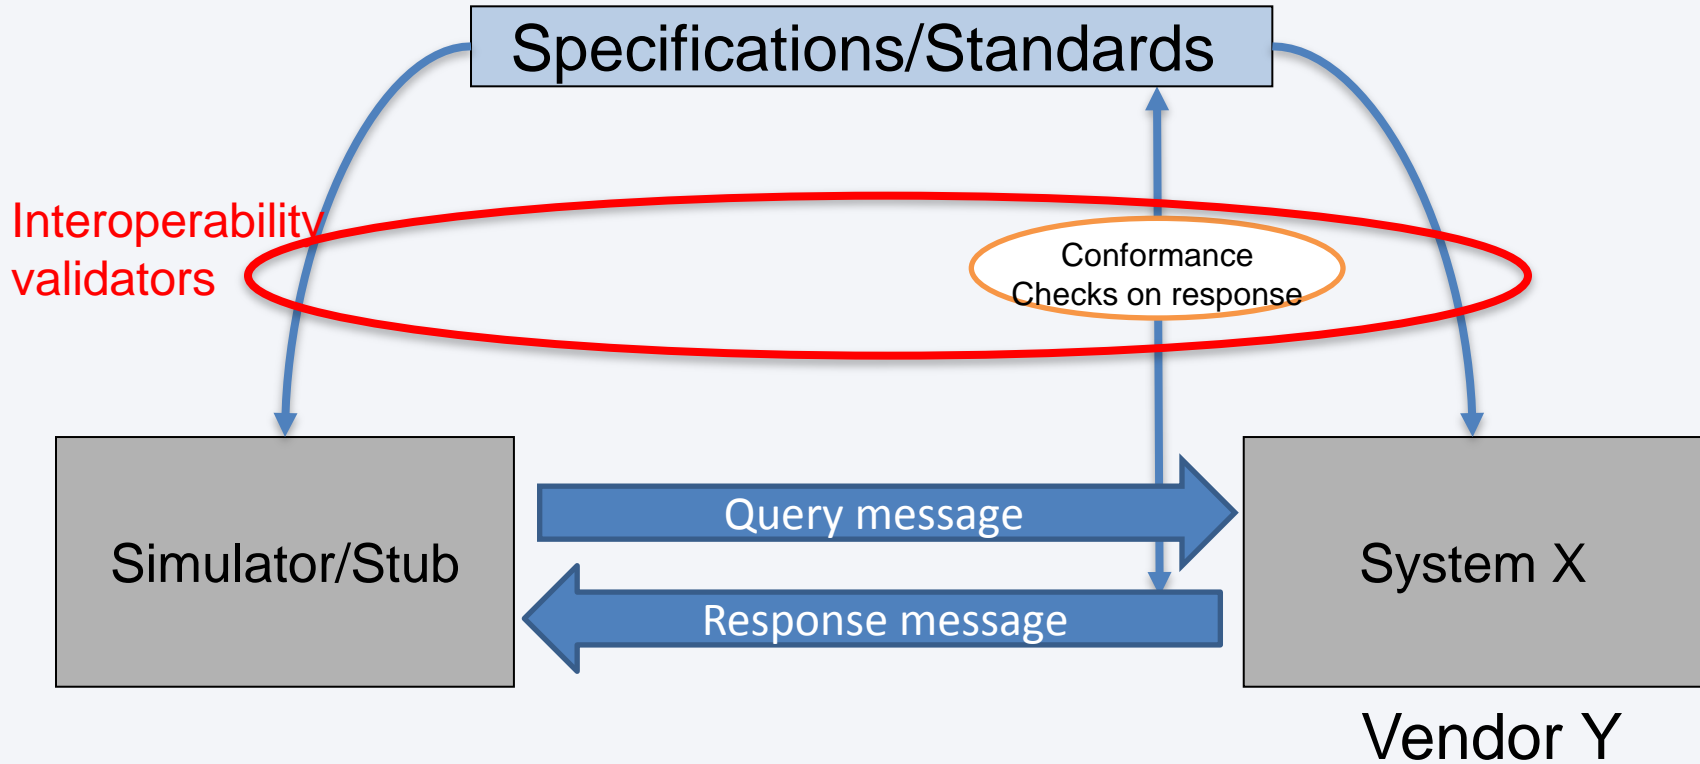 Specifications/Standards
Interoperability
validators
Conformance
Checks on response
Query message
Simulator/Stub
System X
Response message
Vendor Y